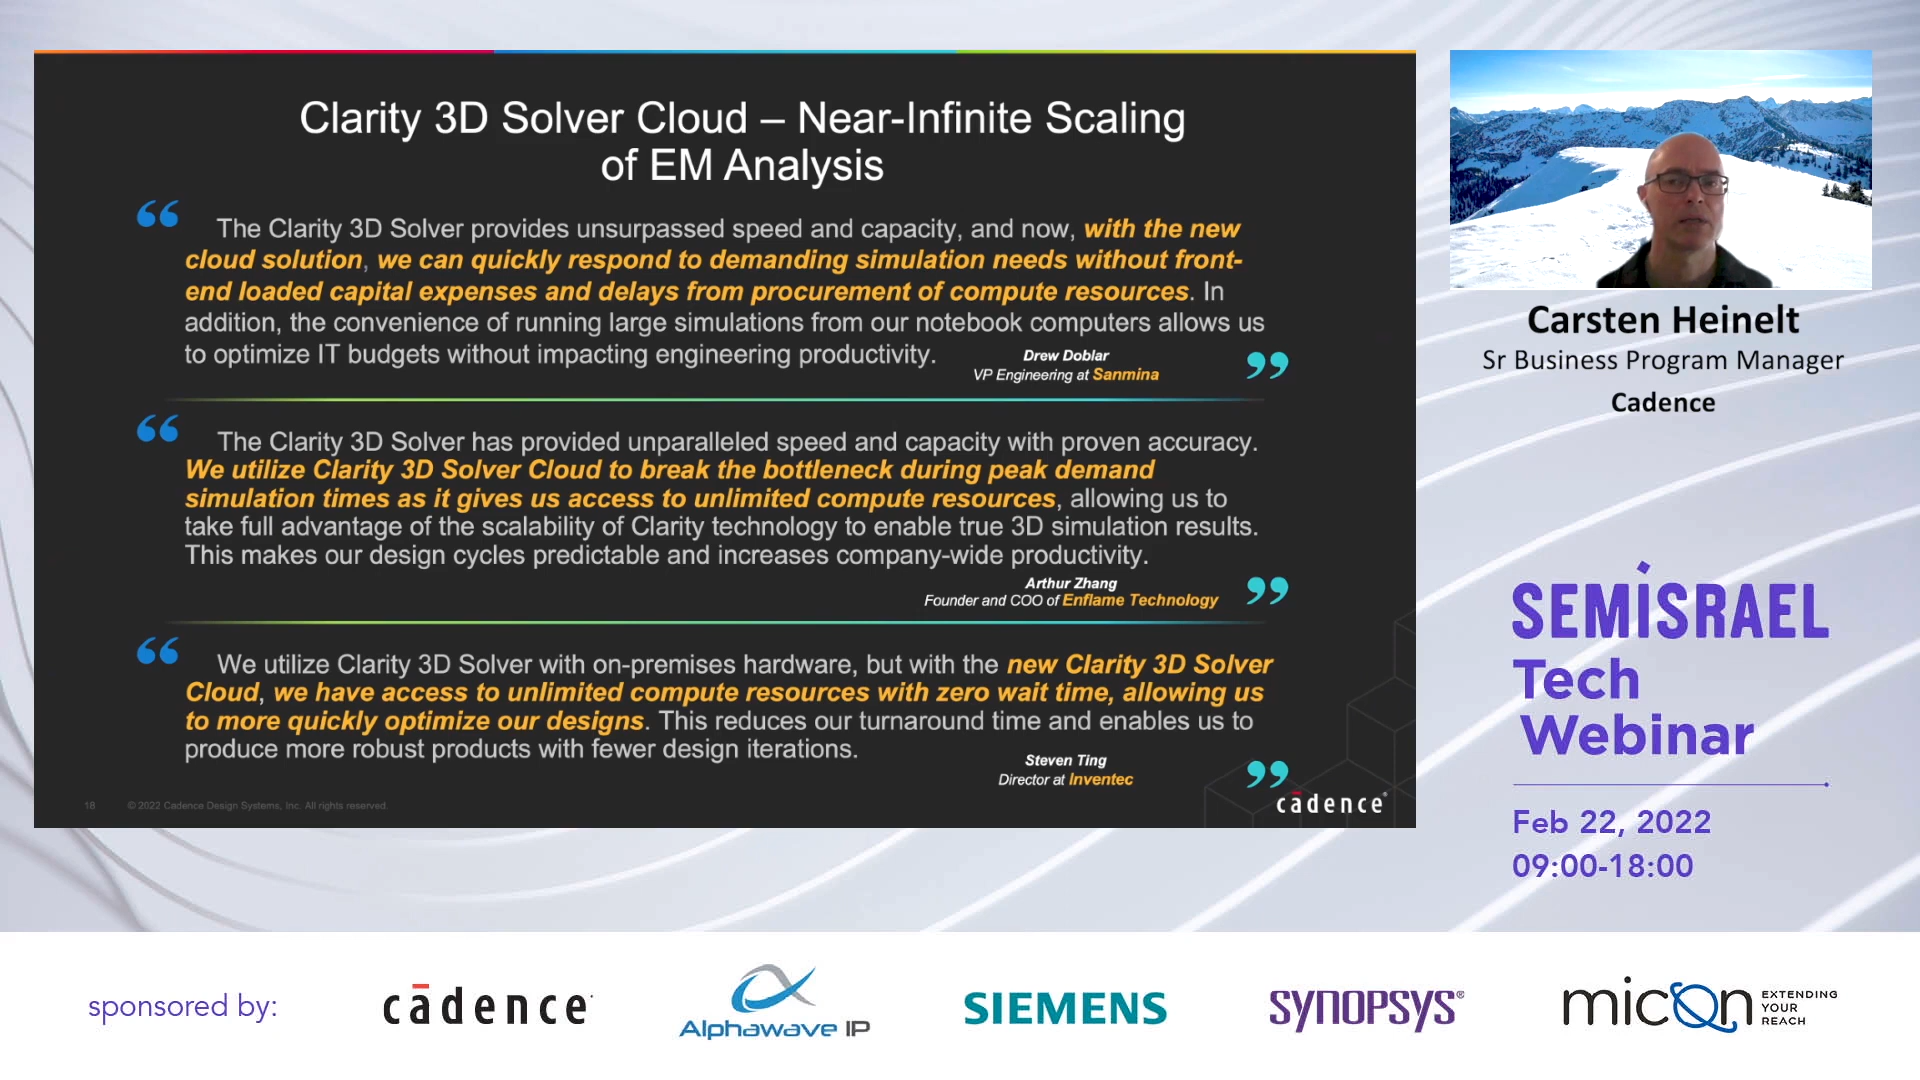 Clarity 3D Solver Cloud – Near-Infinite Scaling
of EM Analysis
“ The Clarity 3D Solver provides unsurpassed speed and capacity, and now, with the new
cloud solution, we can quickly respond to demanding simulation needs without front-
end loaded capital expenses and delays from procurement of compute resources. In
addition, the convenience of running large simulations from our notebook computers allows us
to optimize IT budgets without impacting engineering productivity. ”
Drew Doblar
VP Engineering at Sanmina
“ The Clarity 3D Solver has provided unparalleled speed and capacity with proven accuracy.
We utilize Clarity 3D Solver Cloud to break the bottleneck during peak demand
simulation times as it gives us access to unlimited compute resources, allowing us to
take full advantage of the scalability of Clarity technology to enable true 3D simulation results.
This makes our design cycles predictable and increases company-wide productivity.
Arthur Zhang
Founder and COO of Enflame Technology ”
“ We utilize Clarity 3D Solver with on-premises hardware, but with the new Clarity 3D Solver
Cloud, we have access to unlimited compute resources with zero wait time, allowing us
to more quickly optimize our designs. This reduces our turnaround time and enables us to
produce more robust products with fewer design iterations.
Steven Ting
Director at Inventec ”
18 © 2022 Cadence Design Systems, Inc. All rights reserved.
cādence®
Carsten Heinelt
Sr Business Program Manager
Cadence
SEMISRAEL
Tech
Webinar
Feb 22, 2022
09:00-18:00
sponsored by:
cādence
Alphawave IP
SIEMENS
SYNOPSYS®
micon
EXTENDING
YOUR
REACH